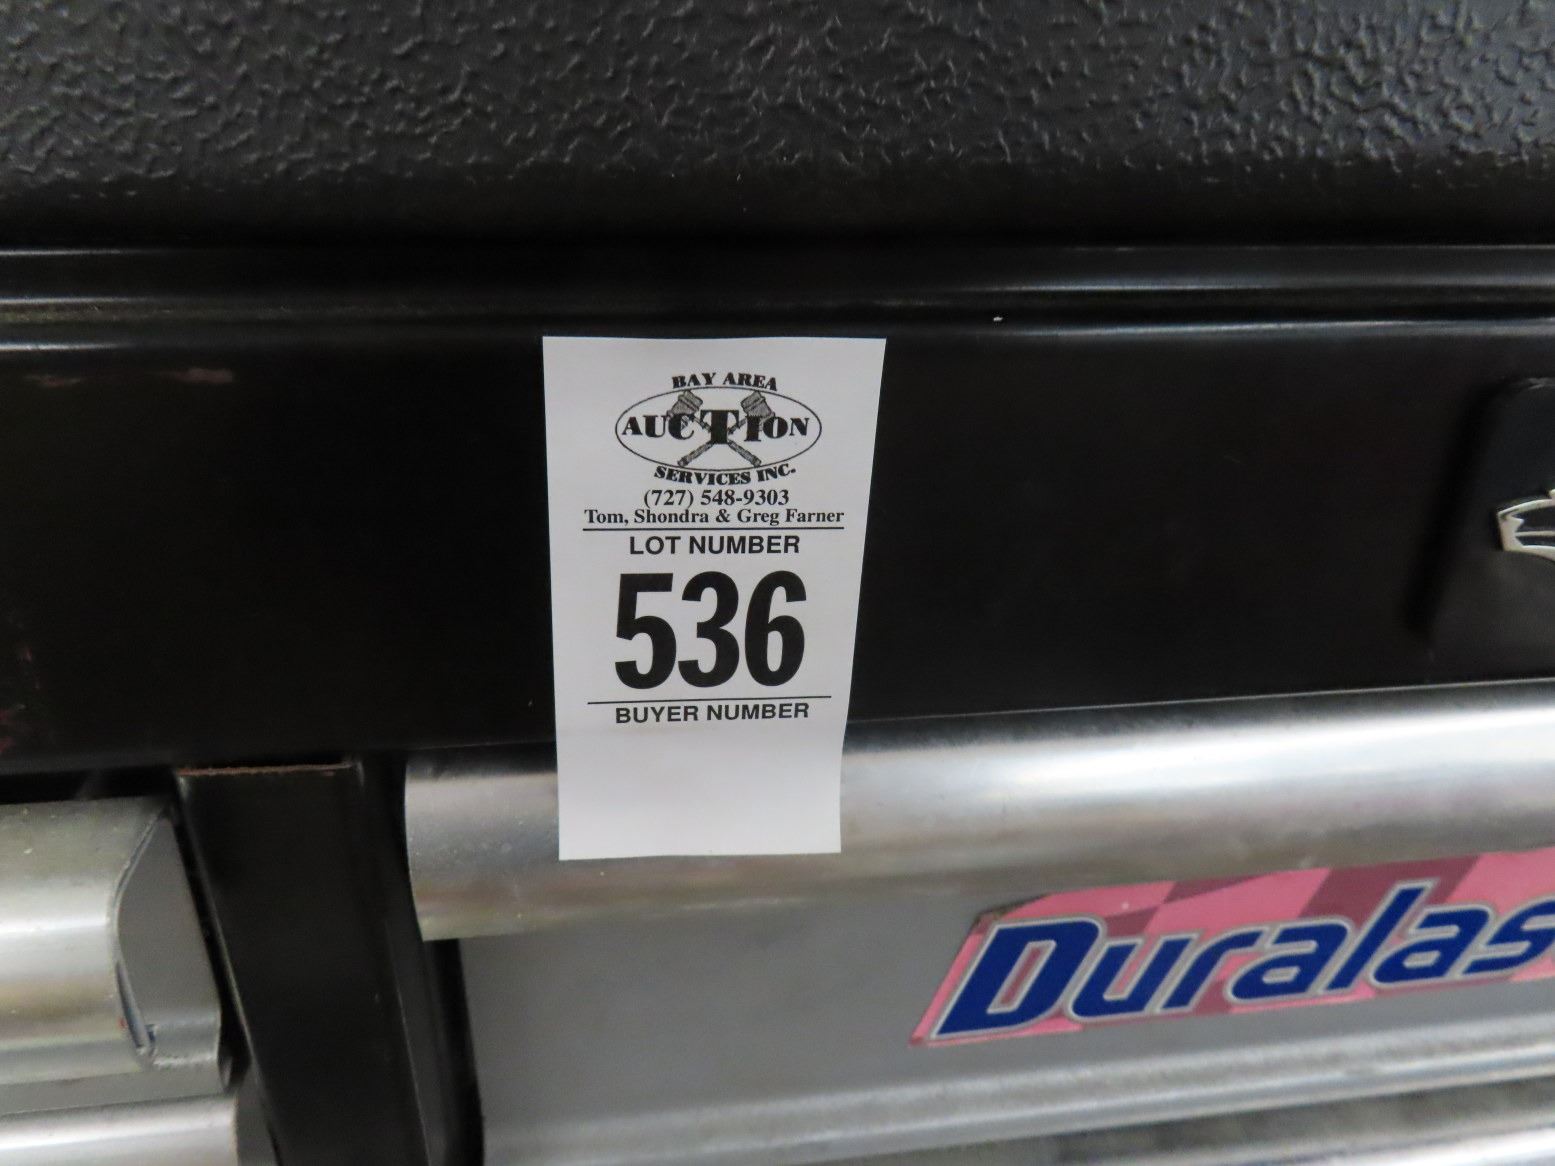 BAY AREA
AUCTION
SERVICES INC.
(727) 548-9303
Tom, Shondra & Greg Farner
LOT NUMBER
536
BUYER NUMBER
Duralas